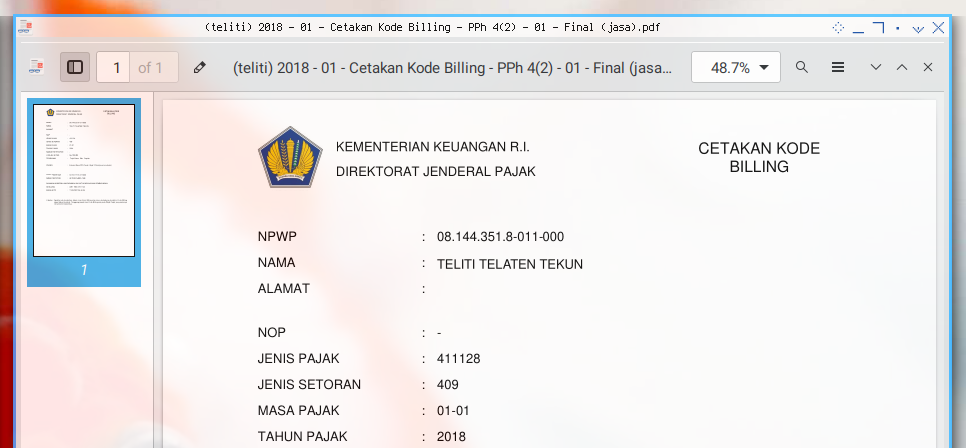 (teliti) 2018 - 01 - Cetakan Kode Billing - PPh 4(2) - 01 - Final (jasa).pdf
1 of 1 (teliti) 2018 - 01 - Cetakan Kode Billing - PPh 4(2) - 01 - Final (jasa... 48.7%
KEMENTERIAN KEUANGAN R.I.
DIREKTORAT JENDERAL PAJAK
CETAKAN KODE
BILLING
NPWP : 08.144.351.8-011-000
NAMA : TELITI TELATEN TEKUN
ALAMAT :
NOP : -
JENIS PAJAK : 411128
JENIS SETORAN : 409
MASA PAJAK : 01-01
TAHUN PAJAK : 2018
1